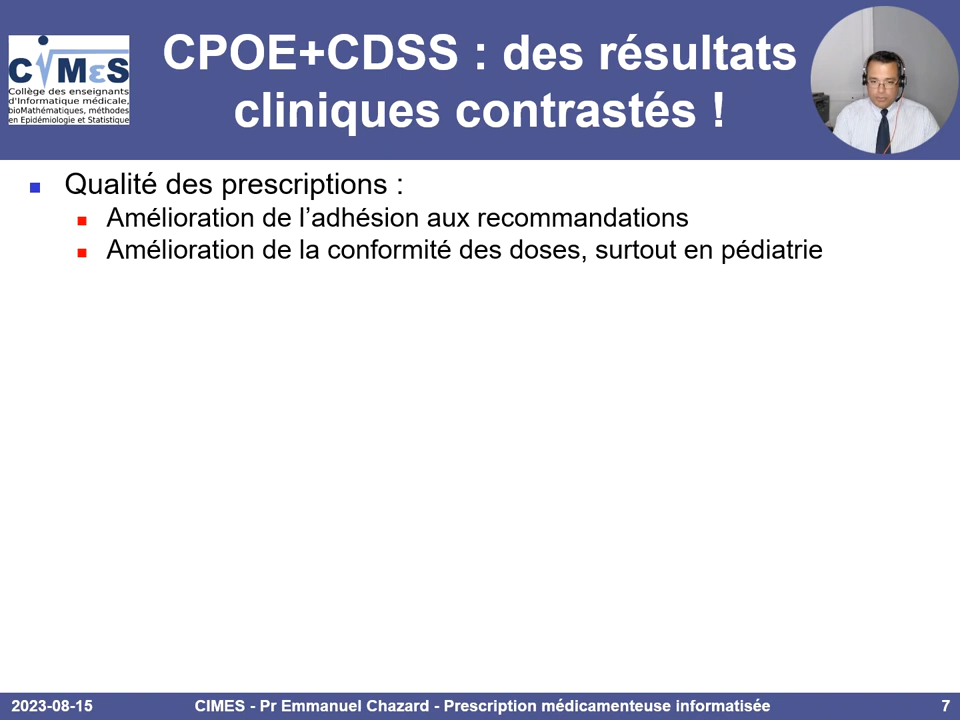 CPOE+CDSS : des résultats
cliniques contrastés !
CIMεS
Collège des enseignants
d'Informatique médicale,
bioMathématiques, méthodes
en Epidémiologie et Statistique
Qualité des prescriptions :
Amélioration de l’adhésion aux recommandations
Amélioration de la conformité des doses, surtout en pédiatrie
2023-08-15
CIMES - Pr Emmanuel Chazard - Prescription médicamenteuse informatisée
7